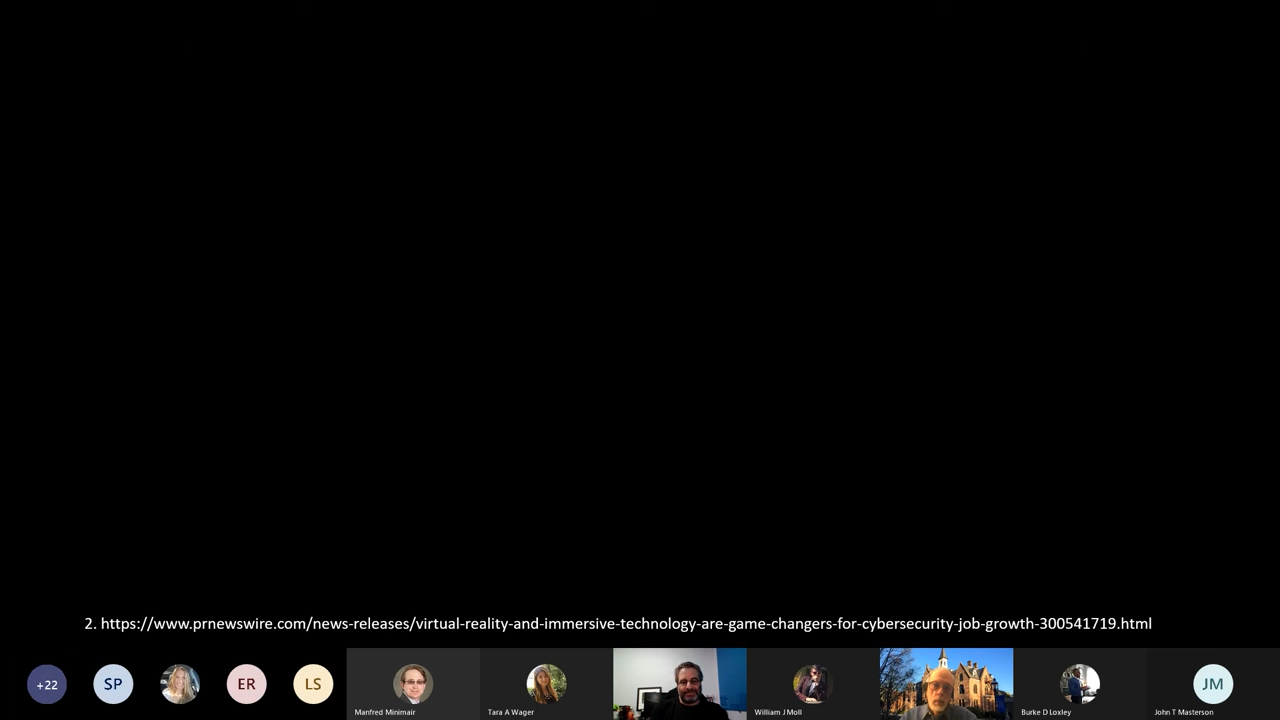 2. https://www.prnewswire.com/news-releases/virtual-reality-and-immersive-technology-are-game-changers-for-cybersecurity-job-growth-300541719.html
+22
SP
ER
LS
JM
Manfred Minimair
Tara A Wager
William J Moll
Burke D Loxley
John T Masterson